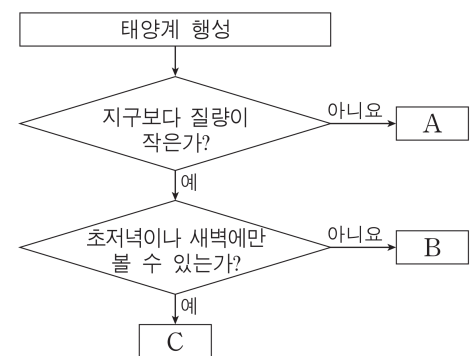 태양계 행성
지구보다 질량이
작은가?
아니요
A
예
초저녁이나 새벽에만
볼 수 있는가?
아니요
B
예
C